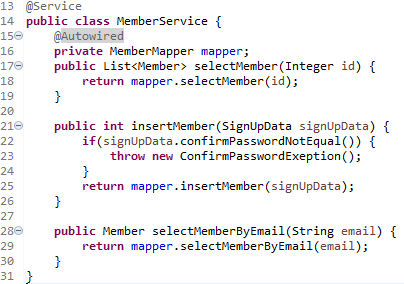 13 @Service
14 public class MemberService {
15 @Autowired
16 private MemberMapper mapper;
17 public List<Member> selectMember(Integer id) {
18 return mapper.selectMember(id);
19 }
20
21 public int insertMember(SignUpData signUpData) {
22 if(signUpData.confirmPasswordNotEqual()) {
23 throw new ConfirmPasswordExeption();
24 }
25 return mapper.insertMember(signUpData);
26 }
27
28 public Member selectMemberByEmail(String email) {
29 return mapper.selectMemberByEmail(email);
30 }
31 }